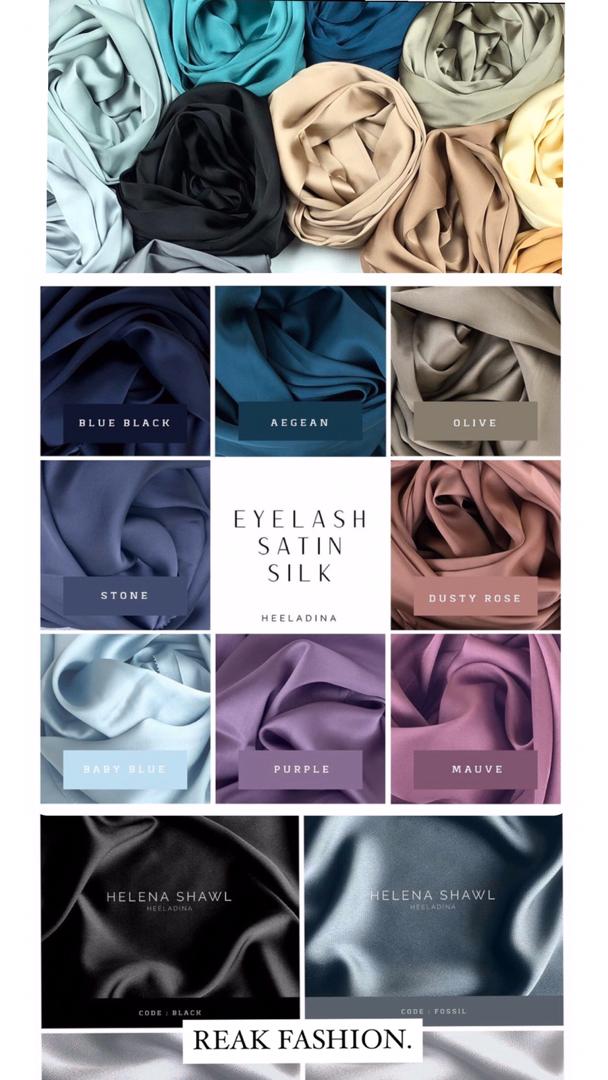 BLUE BLACK
AEGEAN
OLIVE
STONE
EYELASH
SATIN
SILK
HEELADINA
DUSTY ROSE
BABY BLUE
PURPLE
MAUVE
HELENA SHAWL
HEELADINA
CODE : BLACK
HELENA SHAWL
HEELADINA
CODE : FOSSIL
REAK FASHION.